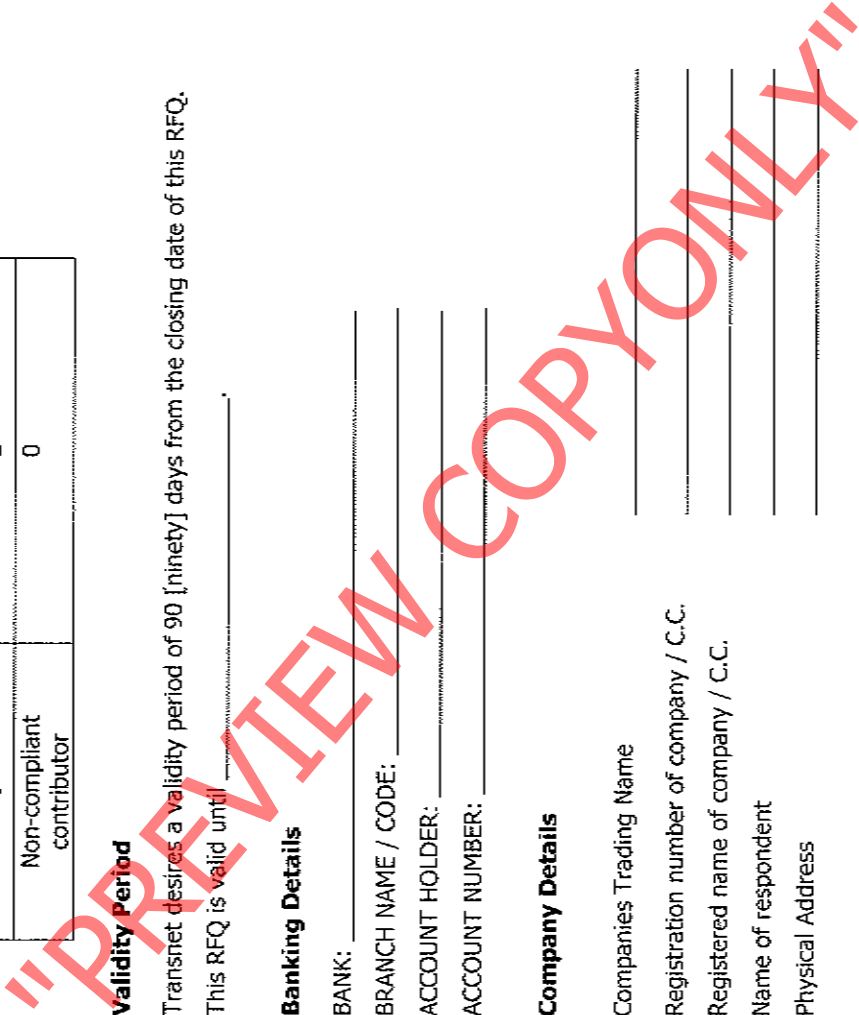 Non-compliant
contributor
0
Validity Period
Transnet desires a validity period of 90 [ninety] days from the closing date of this RFQ.
This RFQ is valid until ____________________.
Banking Details
BANK:
BRANCH NAME / CODE:
ACCOUNT HOLDER:
ACCOUNT NUMBER:
Company Details
Companies Trading Name
Registration number of company / C.C.
Registered name of company / C.C.
Name of respondent
Physical Address
"PREVIEW COPYONLY"